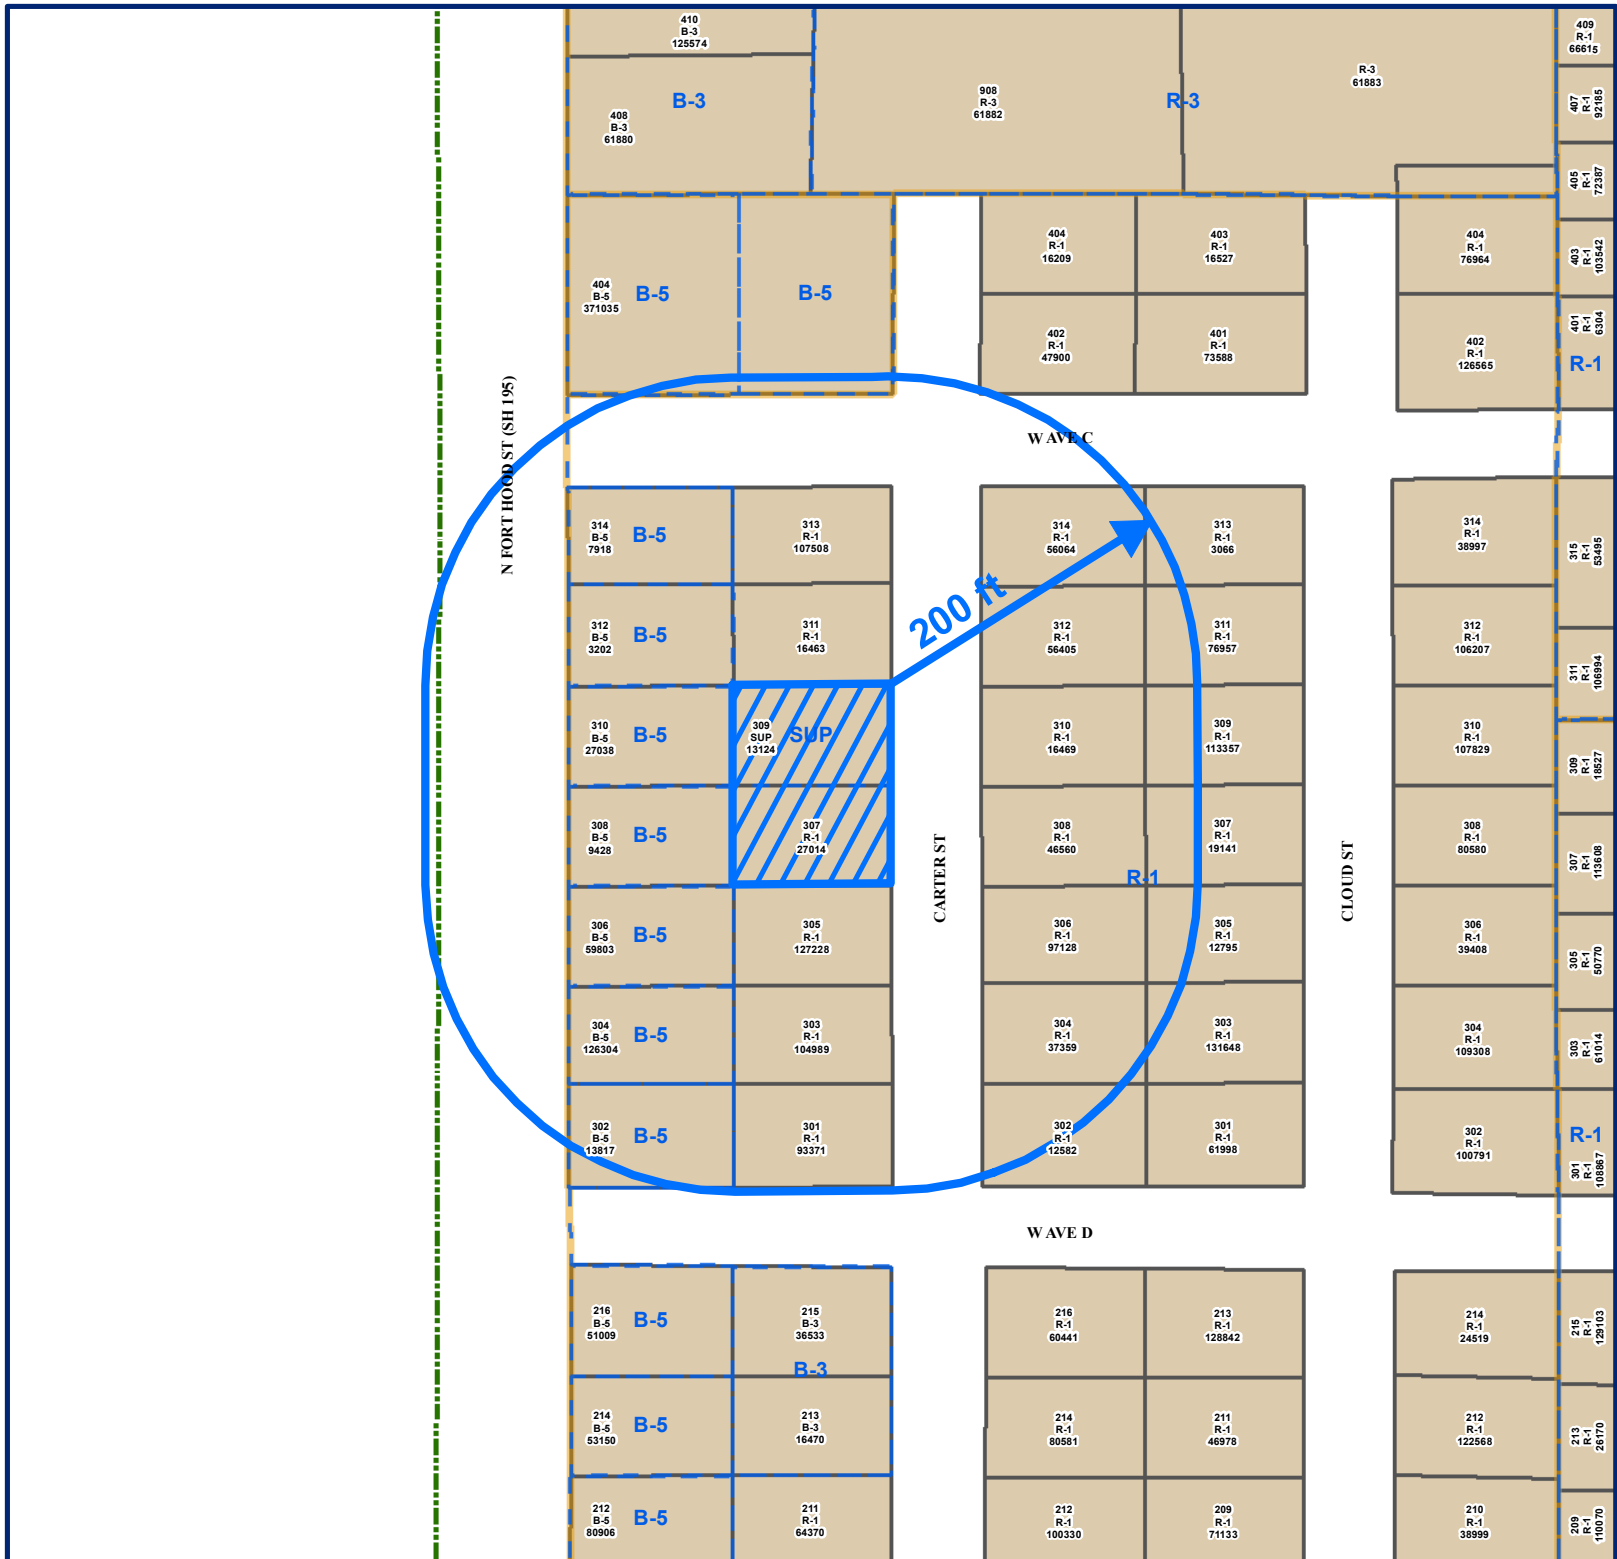 410
B-3
125574
B-3
408
B-3
61880
908
R-3
61882
R-3
R-3
61883
409
R-1
66615
407
R-1
92185
405
R-1
72387
403
R-1
103542
401
R-1
6304
R-1
404
B-5
371035
B-5
B-5
404
R-1
16209
403
R-1
16527
404
R-1
76964
402
R-1
47900
401
R-1
73588
402
R-1
126565
N FORT HOOD ST (SH 195)
W AVE C
314
B-5
7918
B-5
313
R-1
107508
314
R-1
56064
313
R-1
3066
314
R-1
38997
315
R-1
53495
312
B-5
3202
B-5
311
R-1
16463
200 ft
312
R-1
56405
311
R-1
76957
312
R-1
106207
311
R-1
106994
310
B-5
27038
B-5
309
SUP
13124
SUP
310
R-1
16469
309
R-1
113357
310
R-1
107829
309
R-1
18527
308
B-5
9428
B-5
307
R-1
27014
308
R-1
46560
307
R-1
19141
308
R-1
80580
307
R-1
113608
R-1
CARTER ST
CLOUD ST
306
B-5
59803
B-5
305
R-1
127228
306
R-1
97128
305
R-1
12795
306
R-1
39408
305
R-1
50770
304
B-5
126304
B-5
303
R-1
104989
304
R-1
37359
303
R-1
131648
304
R-1
109308
303
R-1
61014
302
B-5
13817
B-5
301
R-1
93371
302
R-1
12582
301
R-1
61998
302
R-1
100791
R-1
301
R-1
108867
W AVE D
216
B-5
51009
B-5
215
B-3
36533
B-3
216
R-1
60441
213
R-1
128842
214
R-1
24519
215
R-1
129103
214
B-5
53150
B-5
213
B-3
16470
214
R-1
80581
211
R-1
46978
212
R-1
122568
213
R-1
26170
212
B-5
80906
B-5
211
R-1
64370
212
R-1
100330
209
R-1
71133
210
R-1
38999
209
R-1
110070